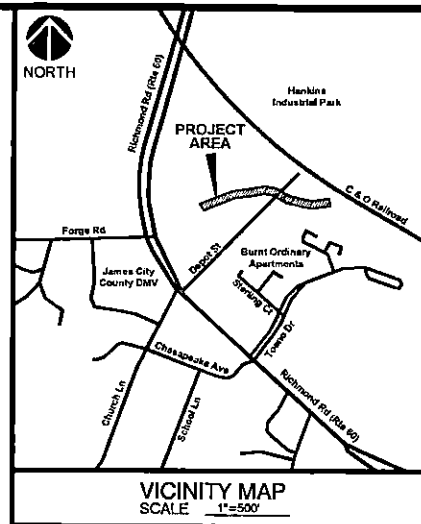 NORTH
Richmond Rd (Rte 60)
Hankins
Industrial Park
PROJECT
AREA
C & O Railroad
Forge Rd
Depot St
James City
County DMV
Burnt Ordinary
Apartments
Sterling Ct
Toano Dr
Chesapeake Ave
Church Ln
School Ln
Richmond Rd (Rte 60)
VICINITY MAP
SCALE 1"=500'